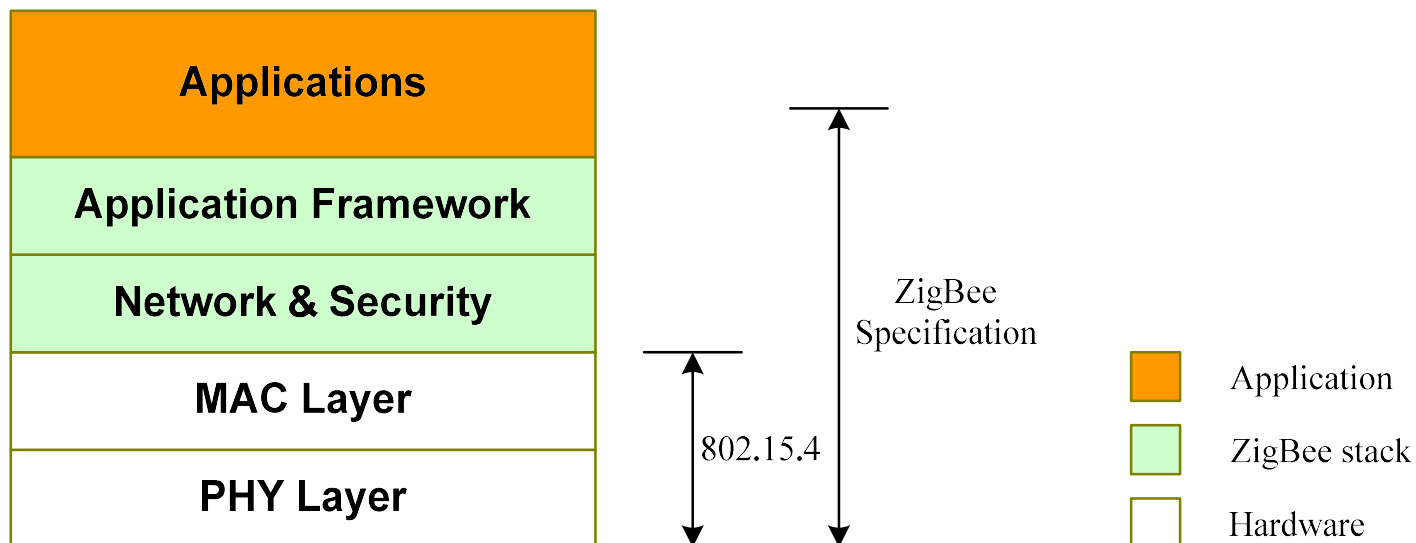 Applications
Application Framework
Network & Security
MAC Layer
PHY Layer
802.15.4
ZigBee
Specification
Application
ZigBee stack
Hardware